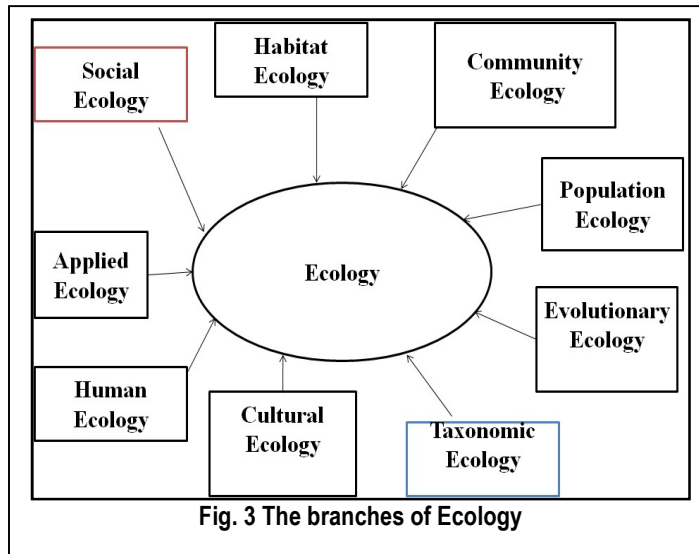 Habitat
Ecology
Community
Ecology
Social
Ecology
Population
Ecology
Applied
Ecology
Ecology
Evolutionary
Ecology
Human
Ecology
Cultural
Ecology
Taxonomic
Ecology
Fig. 3 The branches of Ecology